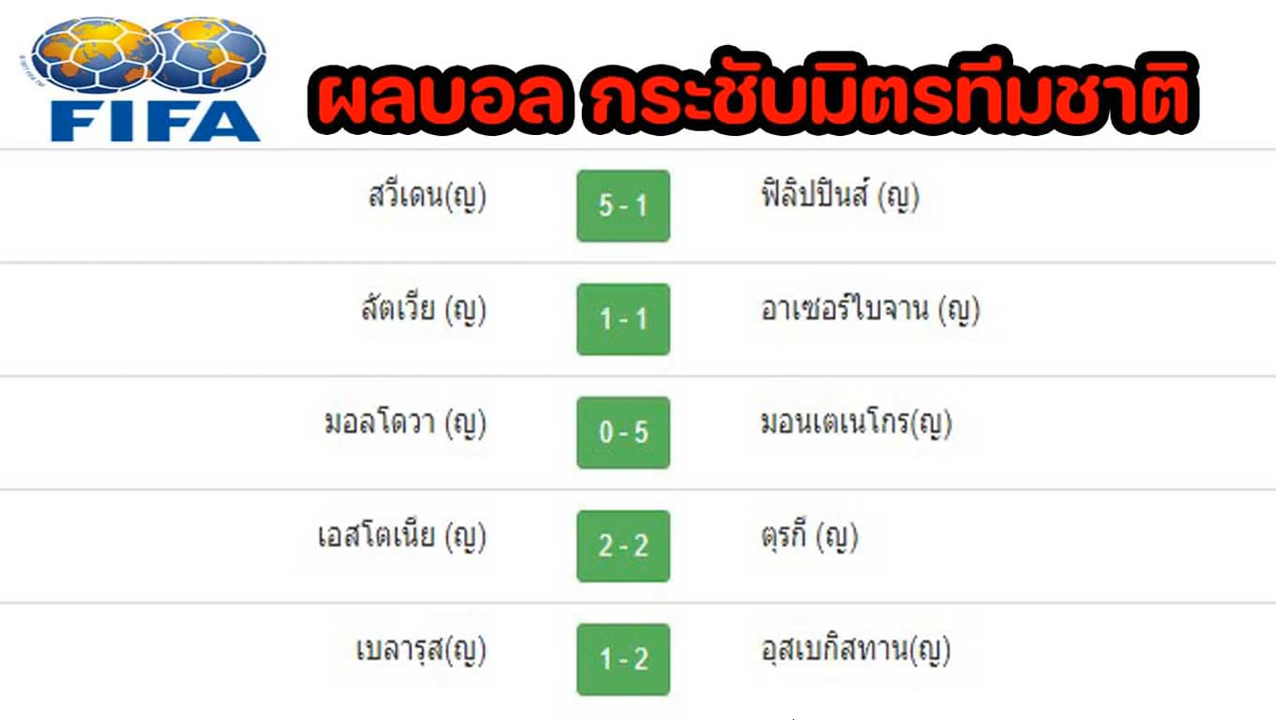 FIFA
ผลบอล กระชับมิตรทีมชาติ
สวีเดน(ญ) 5 - 1 ฟิลิปปินส์ (ญ)
ลัตเวีย (ญ) 1 - 1 อาเซอร์ไบจาน (ญ)
มอลโดวา (ญ) 0 - 5 มอนเตเนโกร(ญ)
เอสโตเนีย (ญ) 2 - 2 ตุรกี (ญ)
เบลารุส(ญ) 1 - 2 อุสเบกิสทาน(ญ)